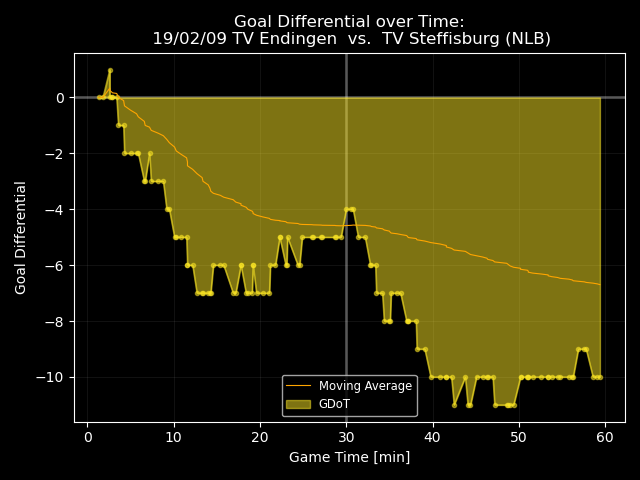 Goal Differential over Time:
19/02/09 TV Endingen  vs.  TV Steffisburg (NLB)
Goal Differential
0
−2
−4
−6
−8
−10
Moving Average
GDoT
0 10 20 30 40 50 60
Game Time [min]